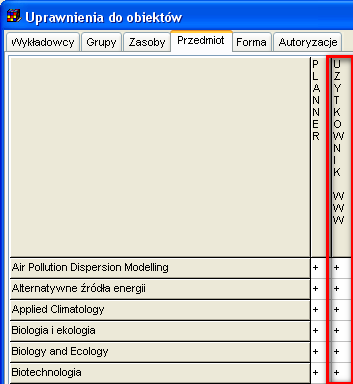 Uprawnienia do obiektów
Wykładowcy Grupy Zasoby Przedmiot Forma Autoryzacje
PLANNER UZYTKOWNIK WWW
Air Pollution Dispersion Modelling + +
Alternatywne źródła energii + +
Applied Climatology + +
Biologia i ekologia + +
Biology and Ecology + +
Biotechnologia + +